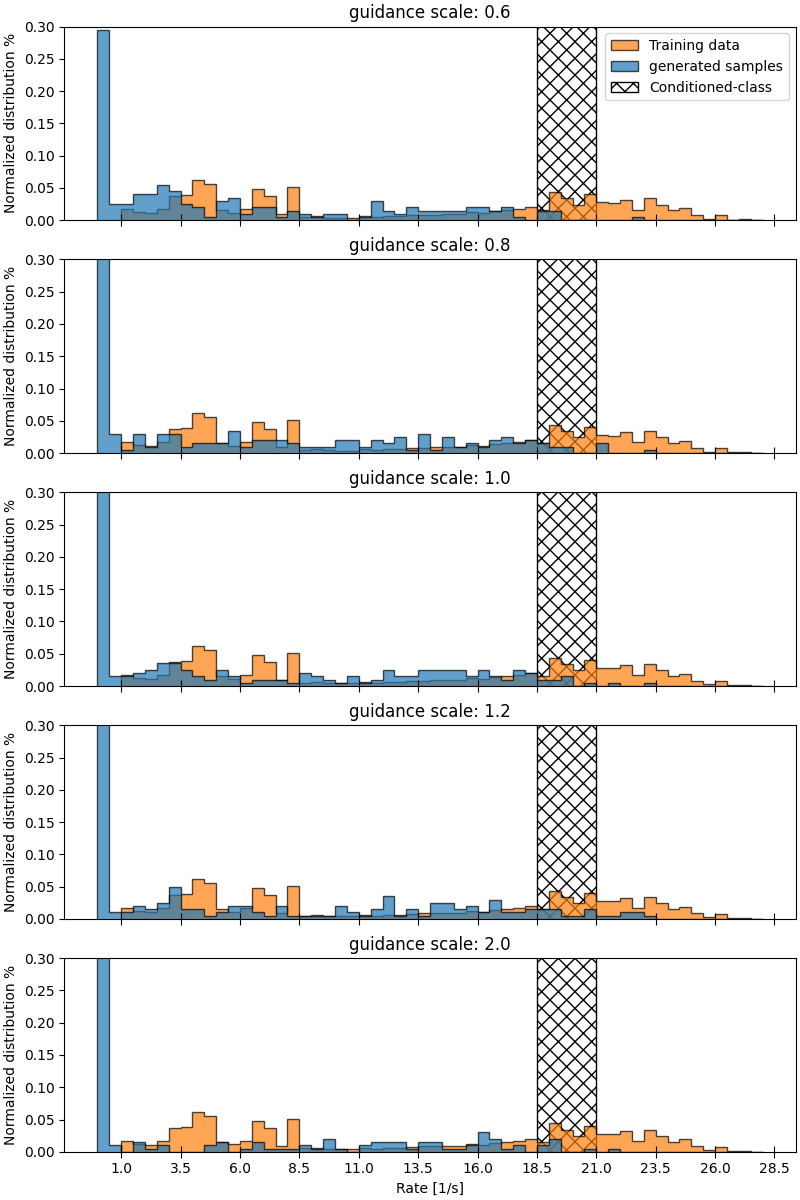 guidance scale: 0.6
Normalized distribution %
0.30
0.25
0.20
0.15
0.10
0.05
0.00
Training data
generated samples
Conditioned-class
guidance scale: 0.8
Normalized distribution %
0.30
0.25
0.20
0.15
0.10
0.05
0.00
guidance scale: 1.0
Normalized distribution %
0.30
0.25
0.20
0.15
0.10
0.05
0.00
guidance scale: 1.2
Normalized distribution %
0.30
0.25
0.20
0.15
0.10
0.05
0.00
guidance scale: 2.0
Normalized distribution %
0.30
0.25
0.20
0.15
0.10
0.05
0.00
1.0 3.5 6.0 8.5 11.0 13.5 16.0 18.5 21.0 23.5 26.0 28.5
Rate [1/s]